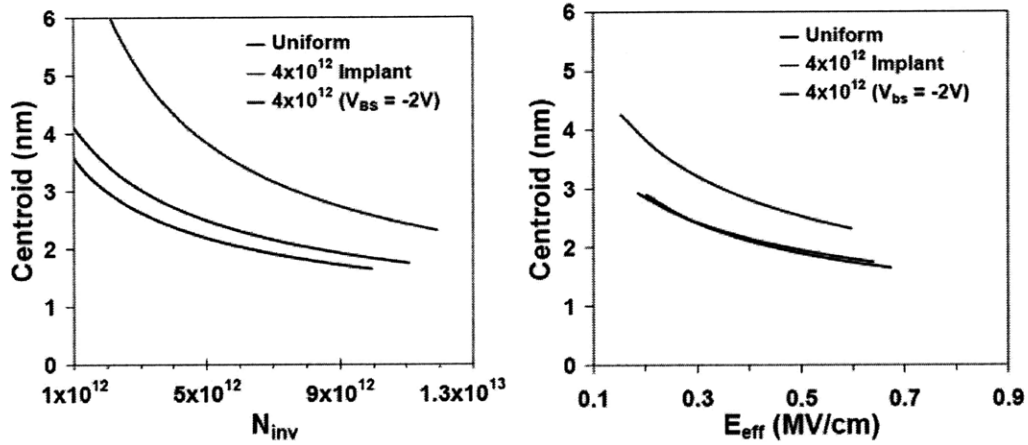 6
5
4
3
2
1
0
Centroid (nm)
— Uniform
— 4x10¹² Implant
— 4x10¹² (V_BS = -2V)
1x10¹² 5x10¹² 9x10¹² 1.3x10¹³
N_inv
6
5
4
3
2
1
0
Centroid (nm)
— Uniform
— 4x10¹² Implant
— 4x10¹² (V_bs = -2V)
0.1 0.3 0.5 0.7 0.9
E_eff (MV/cm)